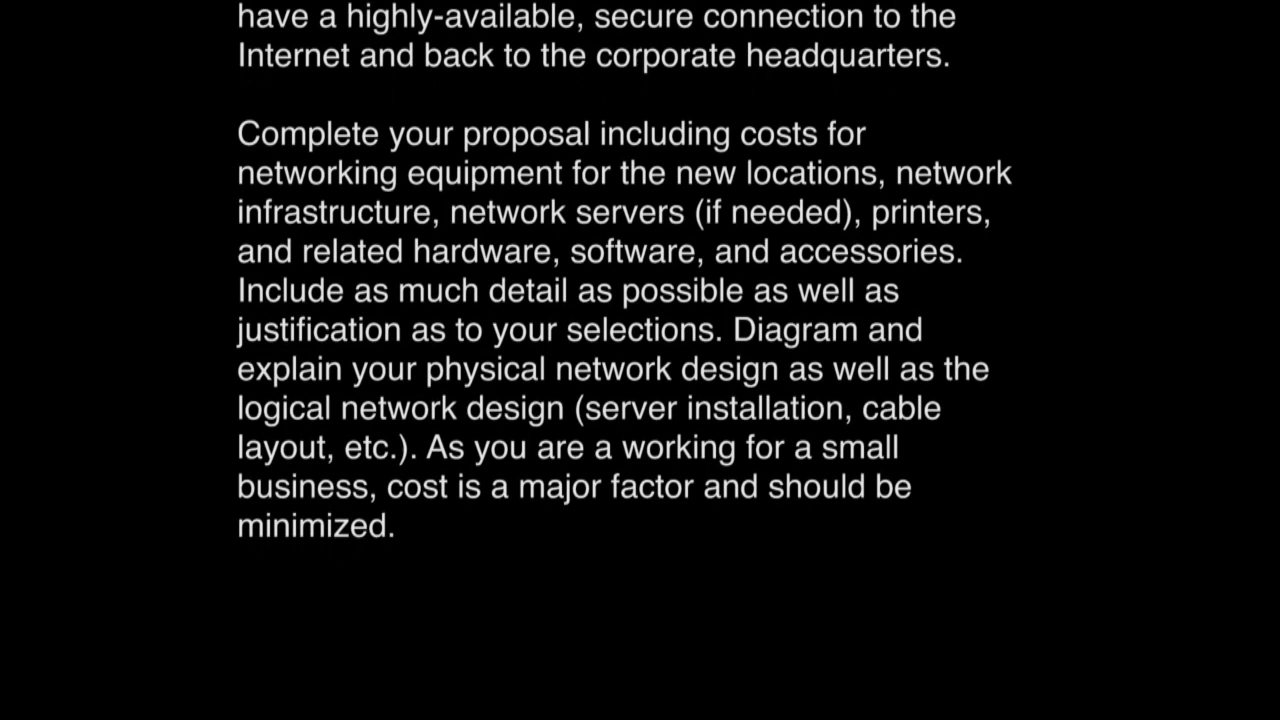 have a highly-available, secure connection to the
Internet and back to the corporate headquarters.
Complete your proposal including costs for
networking equipment for the new locations, network
infrastructure, network servers (if needed), printers,
and related hardware, software, and accessories.
Include as much detail as possible as well as
justification as to your selections. Diagram and
explain your physical network design as well as the
logical network design (server installation, cable
layout, etc.). As you are a working for a small
business, cost is a major factor and should be
minimized.